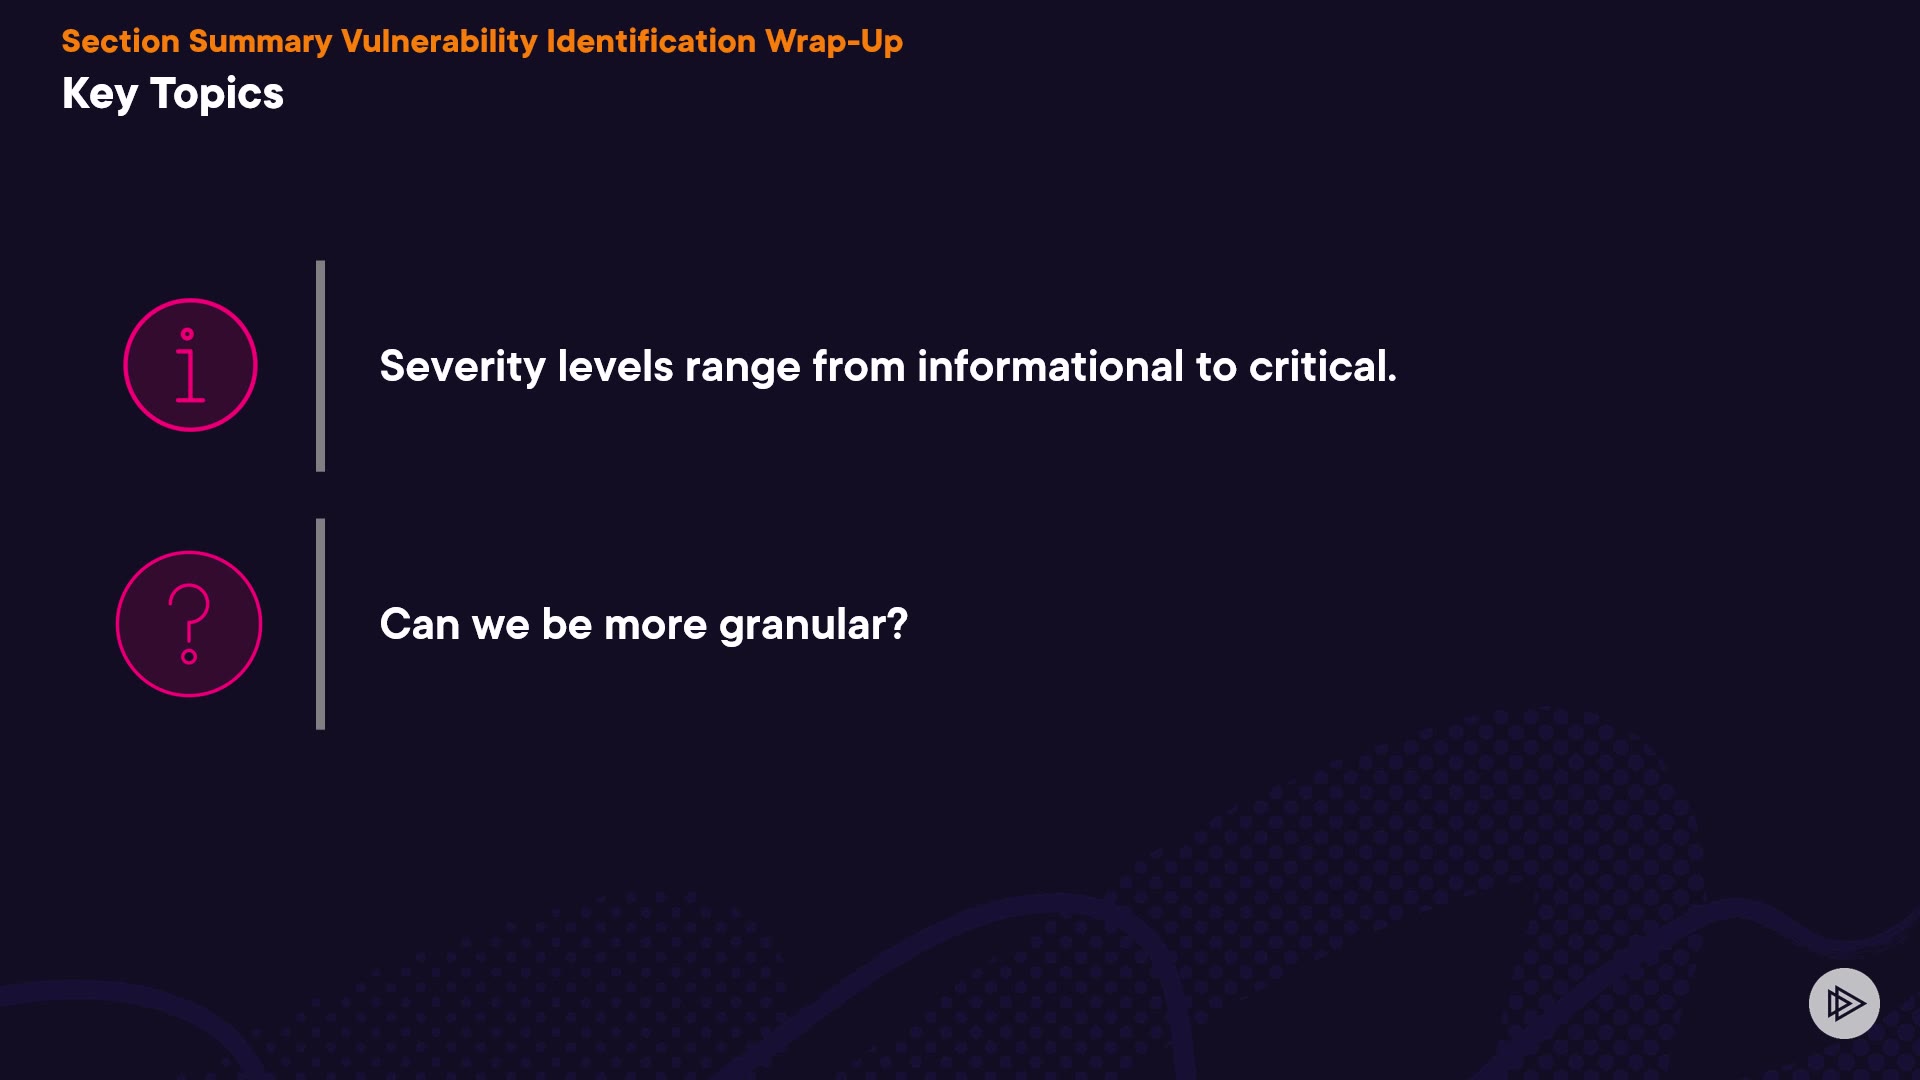 Section Summary Vulnerability Identification Wrap-Up
Key Topics
Severity levels range from informational to critical.
Can we be more granular?